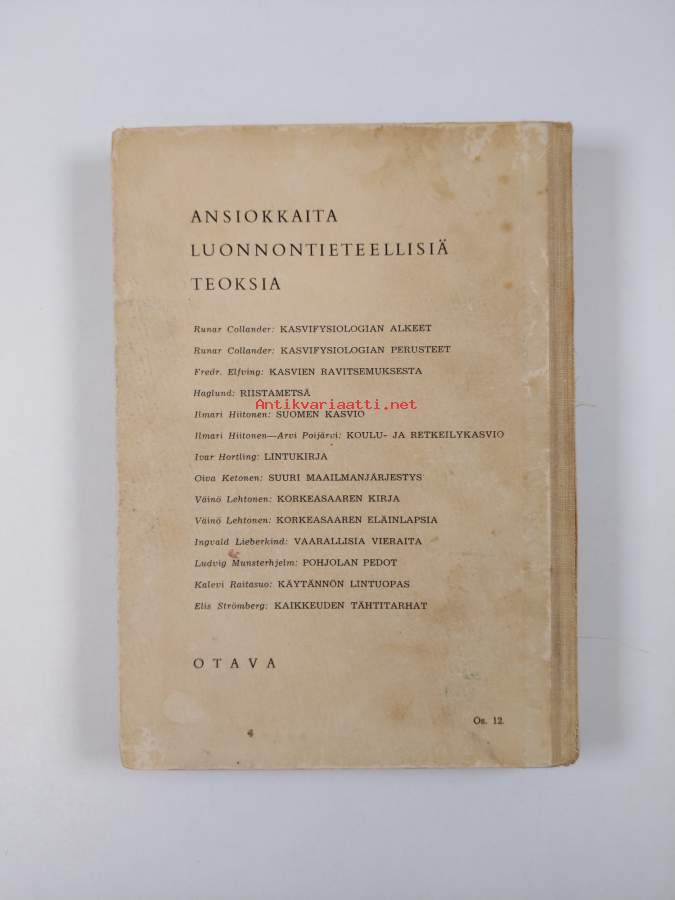 ANSIOKKAITA
LUONNONTIETEELLISIÄ
TEOKSIA
Runar Collander: KASVIFYSIOLOGIAN ALKEET
Runar Collander: KASVIFYSIOLOGIAN PERUSTEET
Fredr. Elfving: KASVIEN RAVITSEMUKSESTA
Haglund: RIISTAMETSÄ
Antikvariaatti.net
Ilmari Hiitonen: SUOMEN KASVIO
Ilmari Hiitonen—Arvi Poijärvi: KOULU- JA RETKEILYKASVIO
Ivar Hortling: LINTUKIRJA
Oiva Ketonen: SUURI MAAILMANJÄRJESTYS
Väinö Lehtonen: KORKEASAAREN KIRJA
Väinö Lehtonen: KORKEASAAREN ELÄINLAPSIA
Ingvald Lieberkind: VAARALLISIA VIERAITA
Ludvig Munsterhjelm: POHJOLAN PEDOT
Kalevi Raitasuo: KÄYTÄNNÖN LINTUOPAS
Elis Strömberg: KAIKKEUDEN TÄHTITARHAT
OTAVA
Os. 12.
4